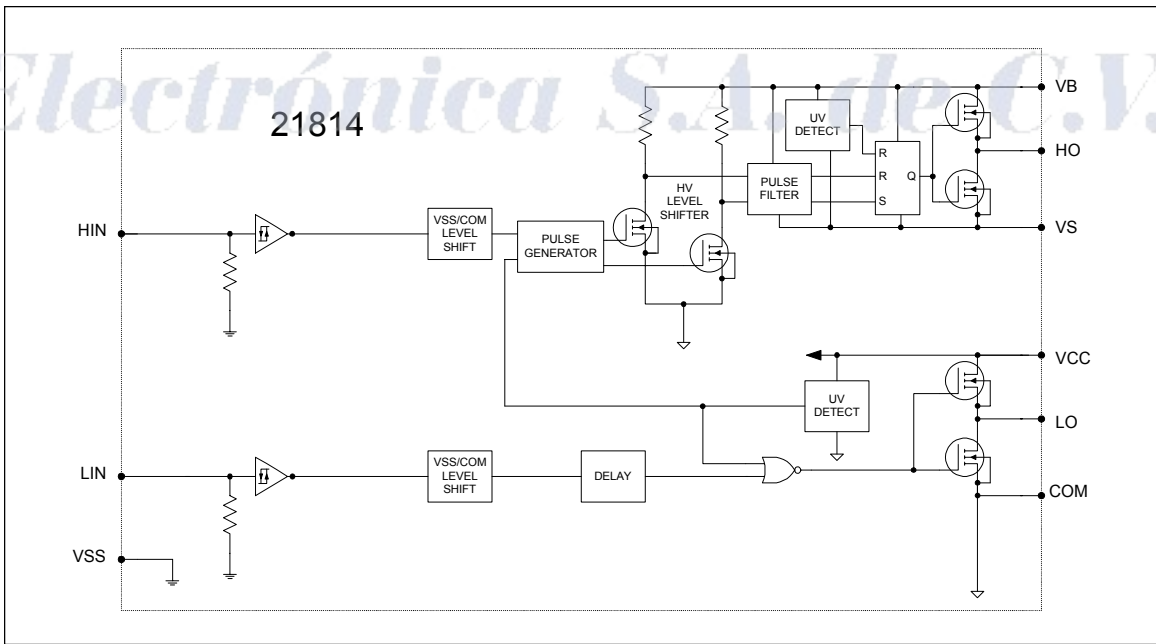 Electrónica S.A. de C.V.
21814
VB
UV
DETECT
HO
R
R
Q
S
PULSE
FILTER
HV
LEVEL
SHIFTER
VS
HIN
VSS/COM
LEVEL
SHIFT
PULSE
GENERATOR
VCC
UV
DETECT
LO
LIN
VSS/COM
LEVEL
SHIFT
DELAY
COM
VSS